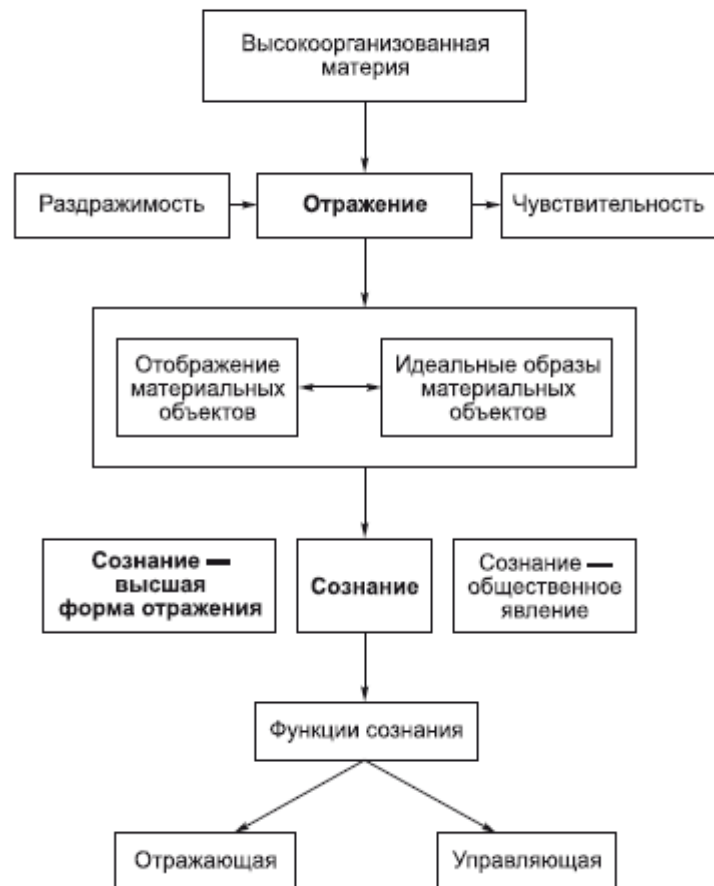 Высокоорганизованная
материя
Раздражимость
Отражение
Чувствительность
Отображение
материальных
объектов
Идеальные образы
материальных
объектов
Сознание —
высшая
форма отражения
Сознание
Сознание —
общественное
явление
Функции сознания
Отражающая
Управляющая